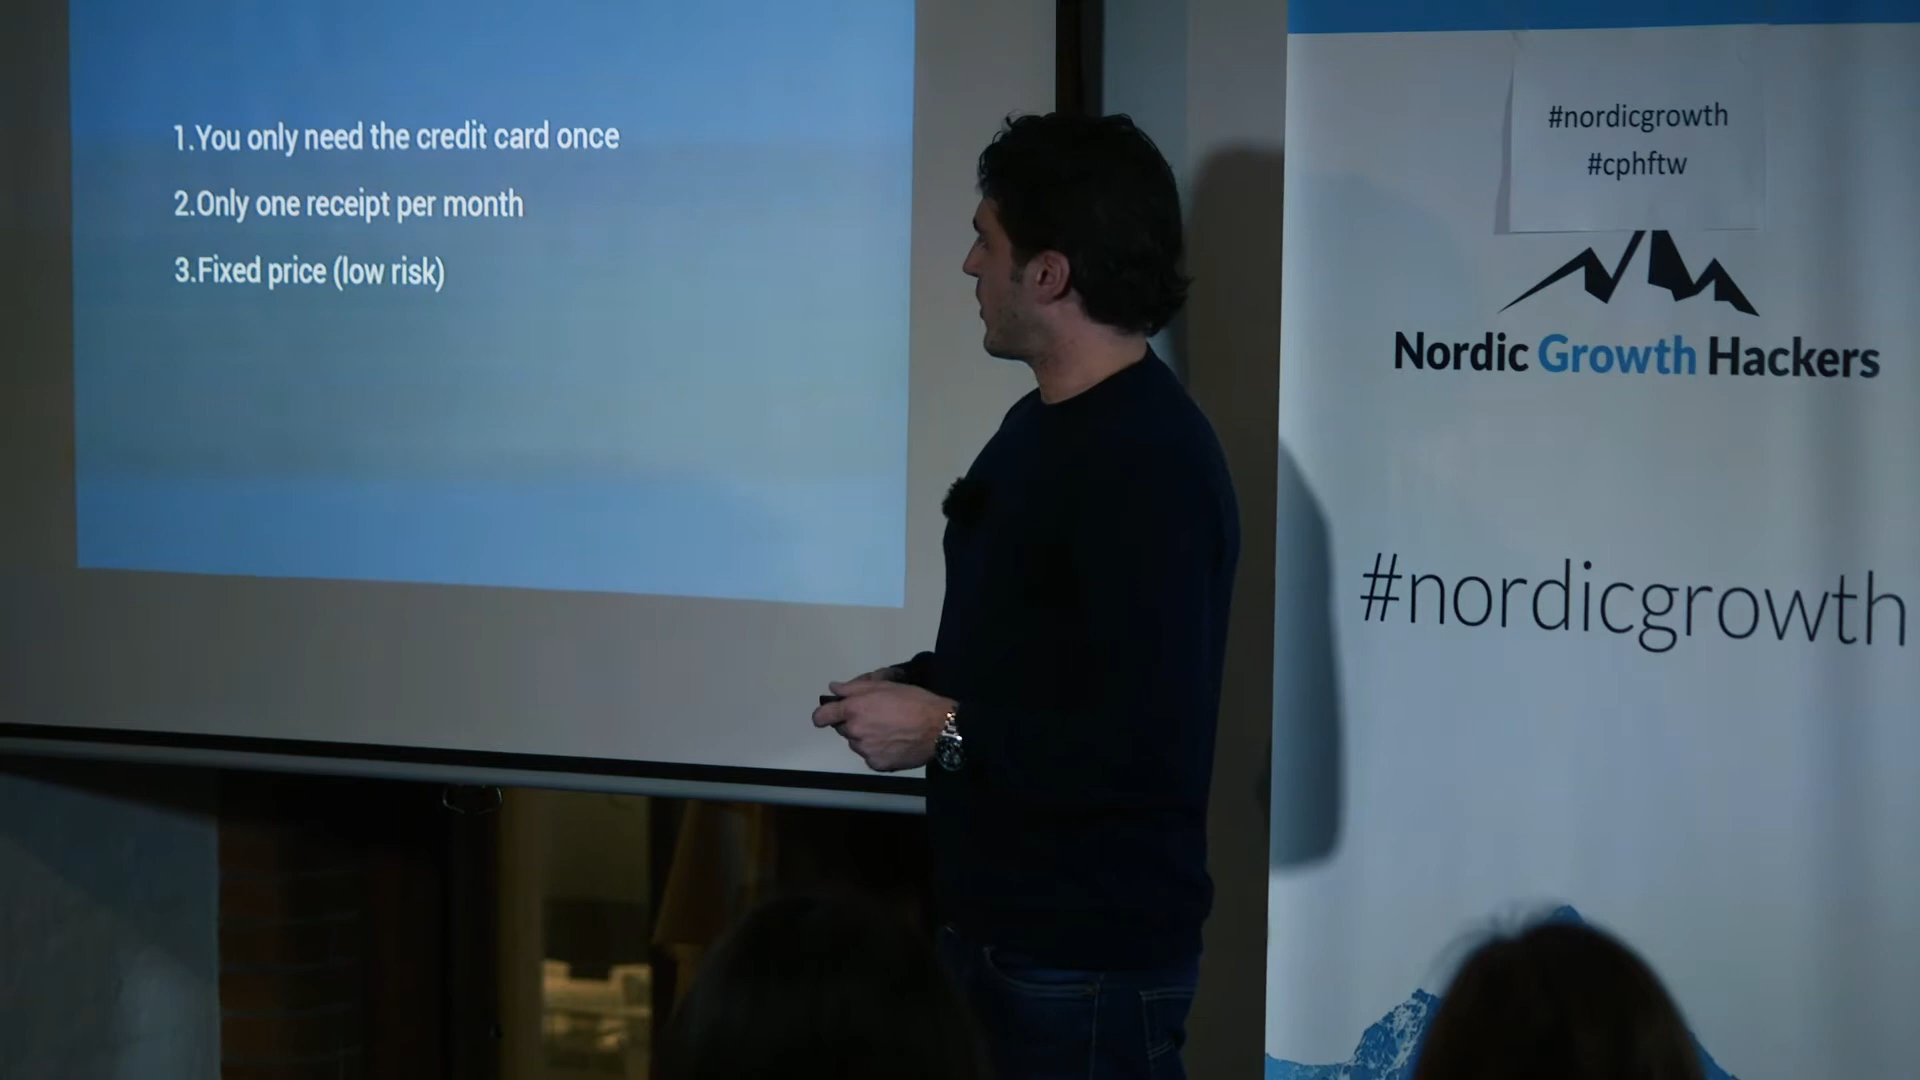 1.You only need the credit card once
2.Only one receipt per month
3.Fixed price (low risk)
#nordicgrowth
#cphftw
Nordic Growth Hackers
#nordicgrowth